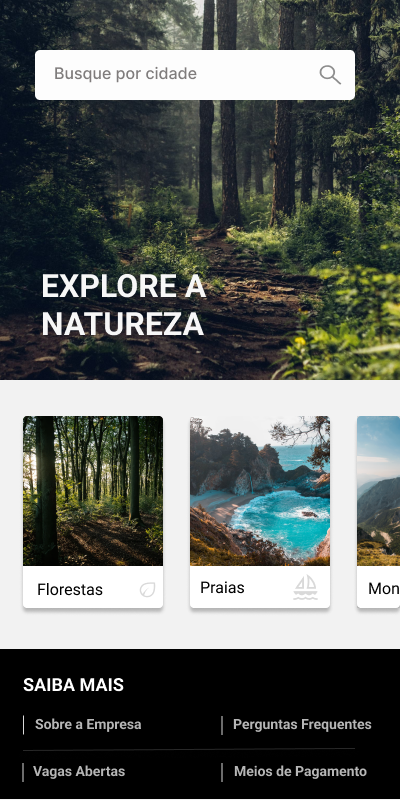 Busque por cidade
EXPLORE A
NATUREZA
Florestas
Praias
Mon
SAIBA MAIS
Sobre a Empresa
Perguntas Frequentes
Vagas Abertas
Meios de Pagamento